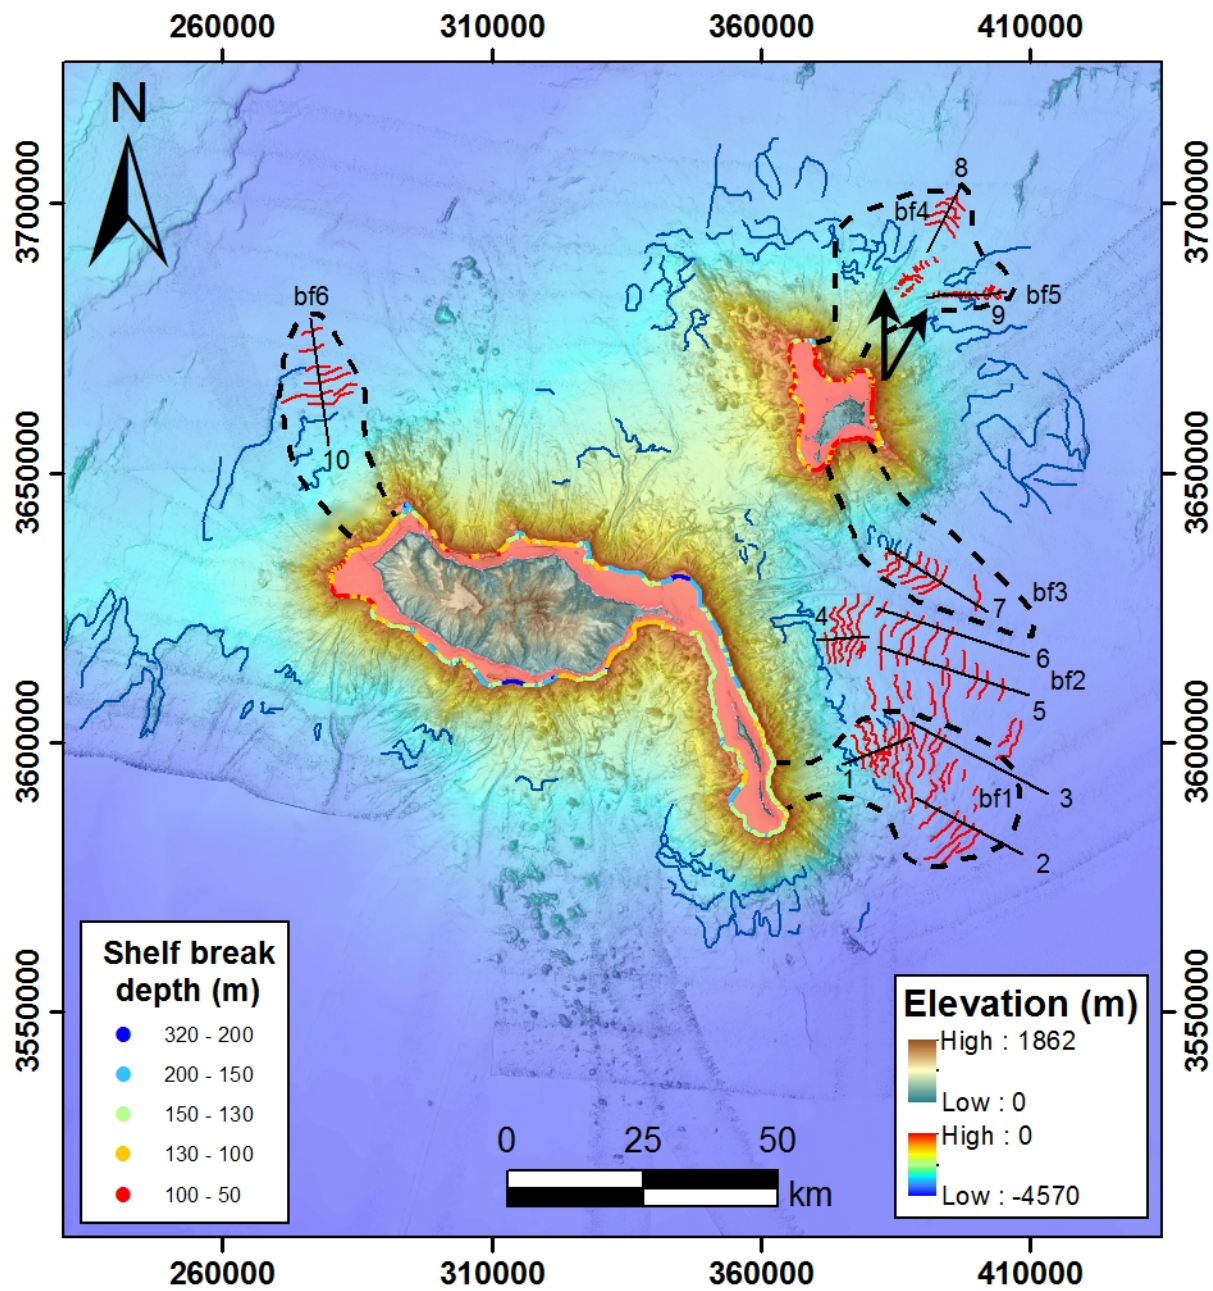 260000 310000 360000 410000
N
3700000
3700000
8
bf4
bf6
bf5
9
10
3650000
3650000
bf3
7
4
6
bf2
5
3600000
3600000
1
3
bf1
2
Shelf break
depth (m)
320 - 200
200 - 150
150 - 130
130 - 100
100 - 50
3550000
3550000
Elevation (m)
High : 1862
Low : 0
High : 0
Low : -4570
0 25 50
km
260000 310000 360000 410000